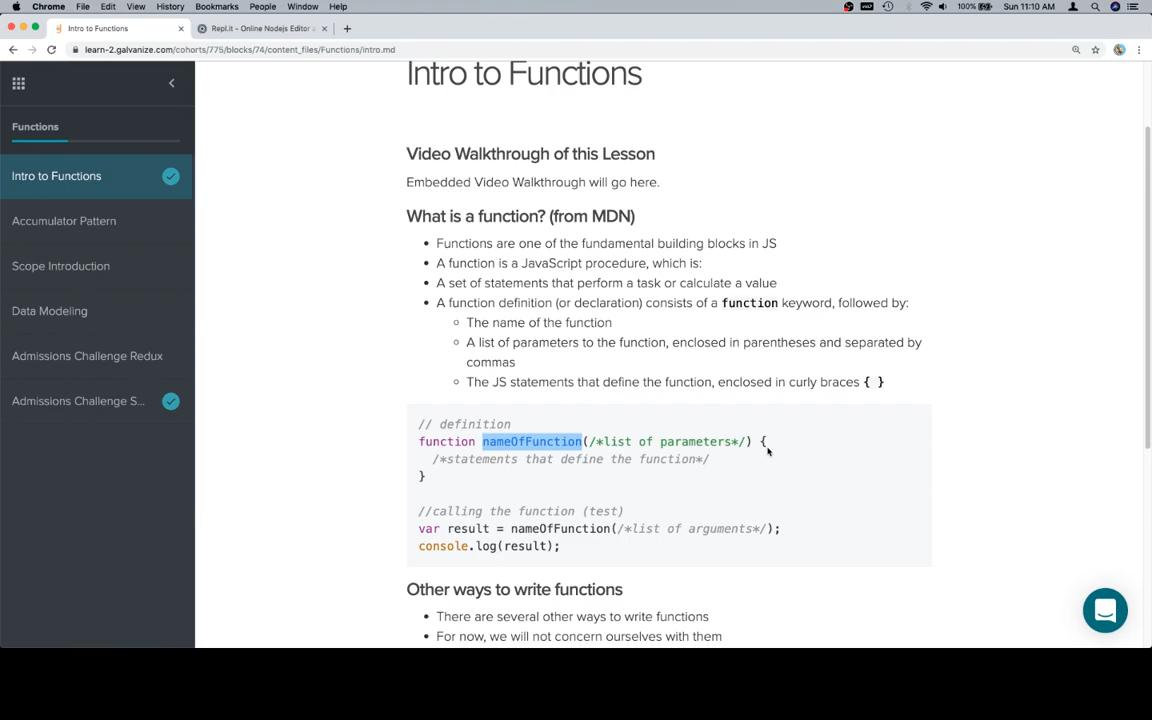 Chrome File Edit View History Bookmarks People Window Help 100% Sun 11:10 AM
Intro to Functions Repl.it - Online Nodejs Editor
learn-2.galvanize.com/cohorts/775/blocks/74/content_files/Functions/intro.md
Functions
Intro to Functions
Accumulator Pattern
Scope Introduction
Data Modeling
Admissions Challenge Redux
Admissions Challenge S...
Intro to Functions
Video Walkthrough of this Lesson
Embedded Video Walkthrough will go here.
What is a function? (from MDN)
• Functions are one of the fundamental building blocks in JS
• A function is a JavaScript procedure, which is:
• A set of statements that perform a task or calculate a value
• A function definition (or declaration) consists of a function keyword, followed by:
◦ The name of the function
◦ A list of parameters to the function, enclosed in parentheses and separated by
commas
◦ The JS statements that define the function, enclosed in curly braces { }
// definition
function nameOfFunction(/*list of parameters*/) {
/*statements that define the function*/
}
//calling the function (test)
var result = nameOfFunction(/*list of arguments*/);
console.log(result);
Other ways to write functions
• There are several other ways to write functions
• For now, we will not concern ourselves with them